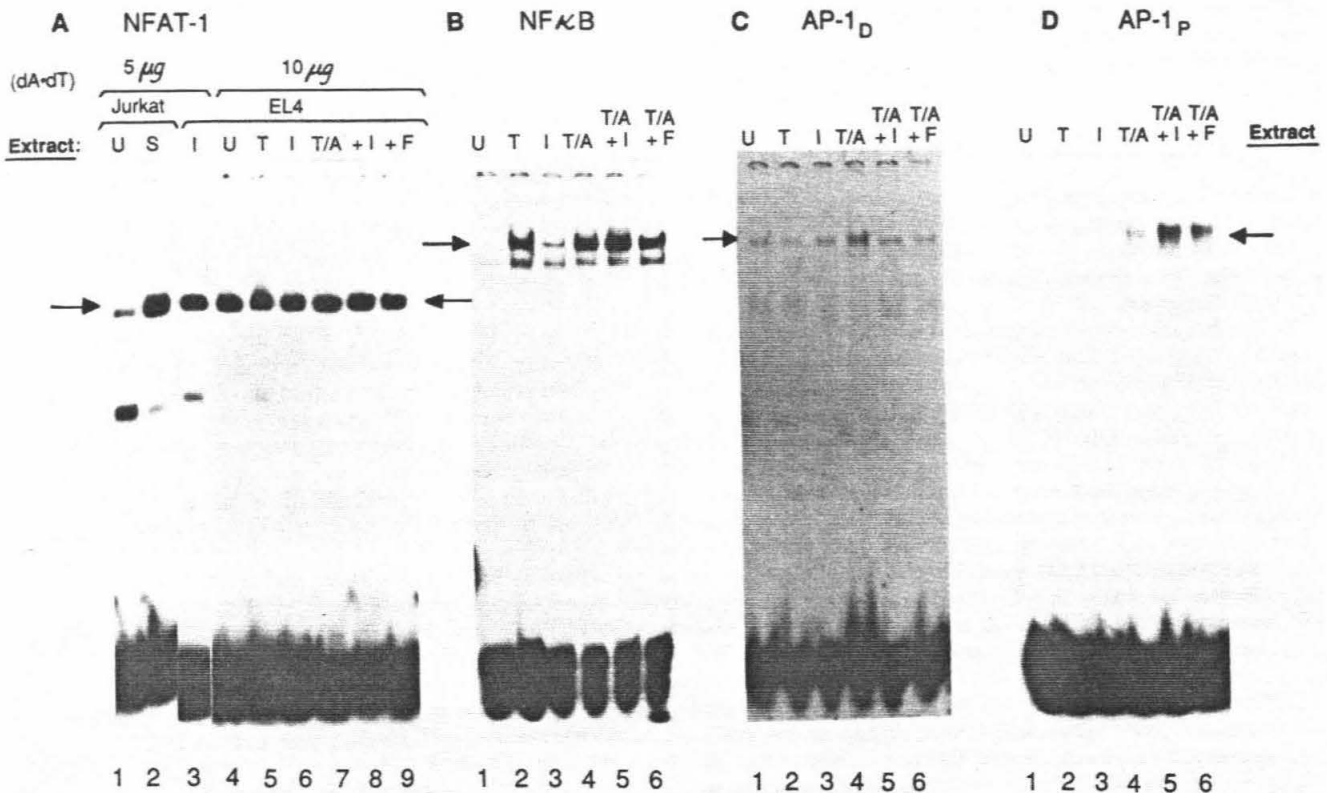 A NFAT-1 B NFκB C AP-1D D AP-1P
(dA•dT) 5 μg 10 μg
Jurkat EL4
T/A T/A T/A T/A T/A T/A
Extract: U S I U T I T/A + I + F U T I T/A + I + F U T I T/A + I + F U T I T/A + I + F Extract
1 2 3 4 5 6 7 8 9 1 2 3 4 5 6 1 2 3 4 5 6 1 2 3 4 5 6